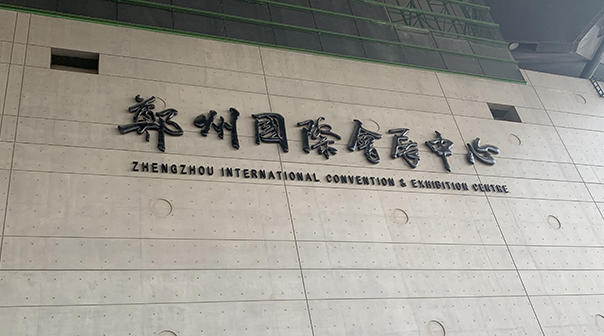 鄭州國際會展中心
ZHENGZHOU INTERNATIONAL CONVENTION & EXHIBITION CENTRE